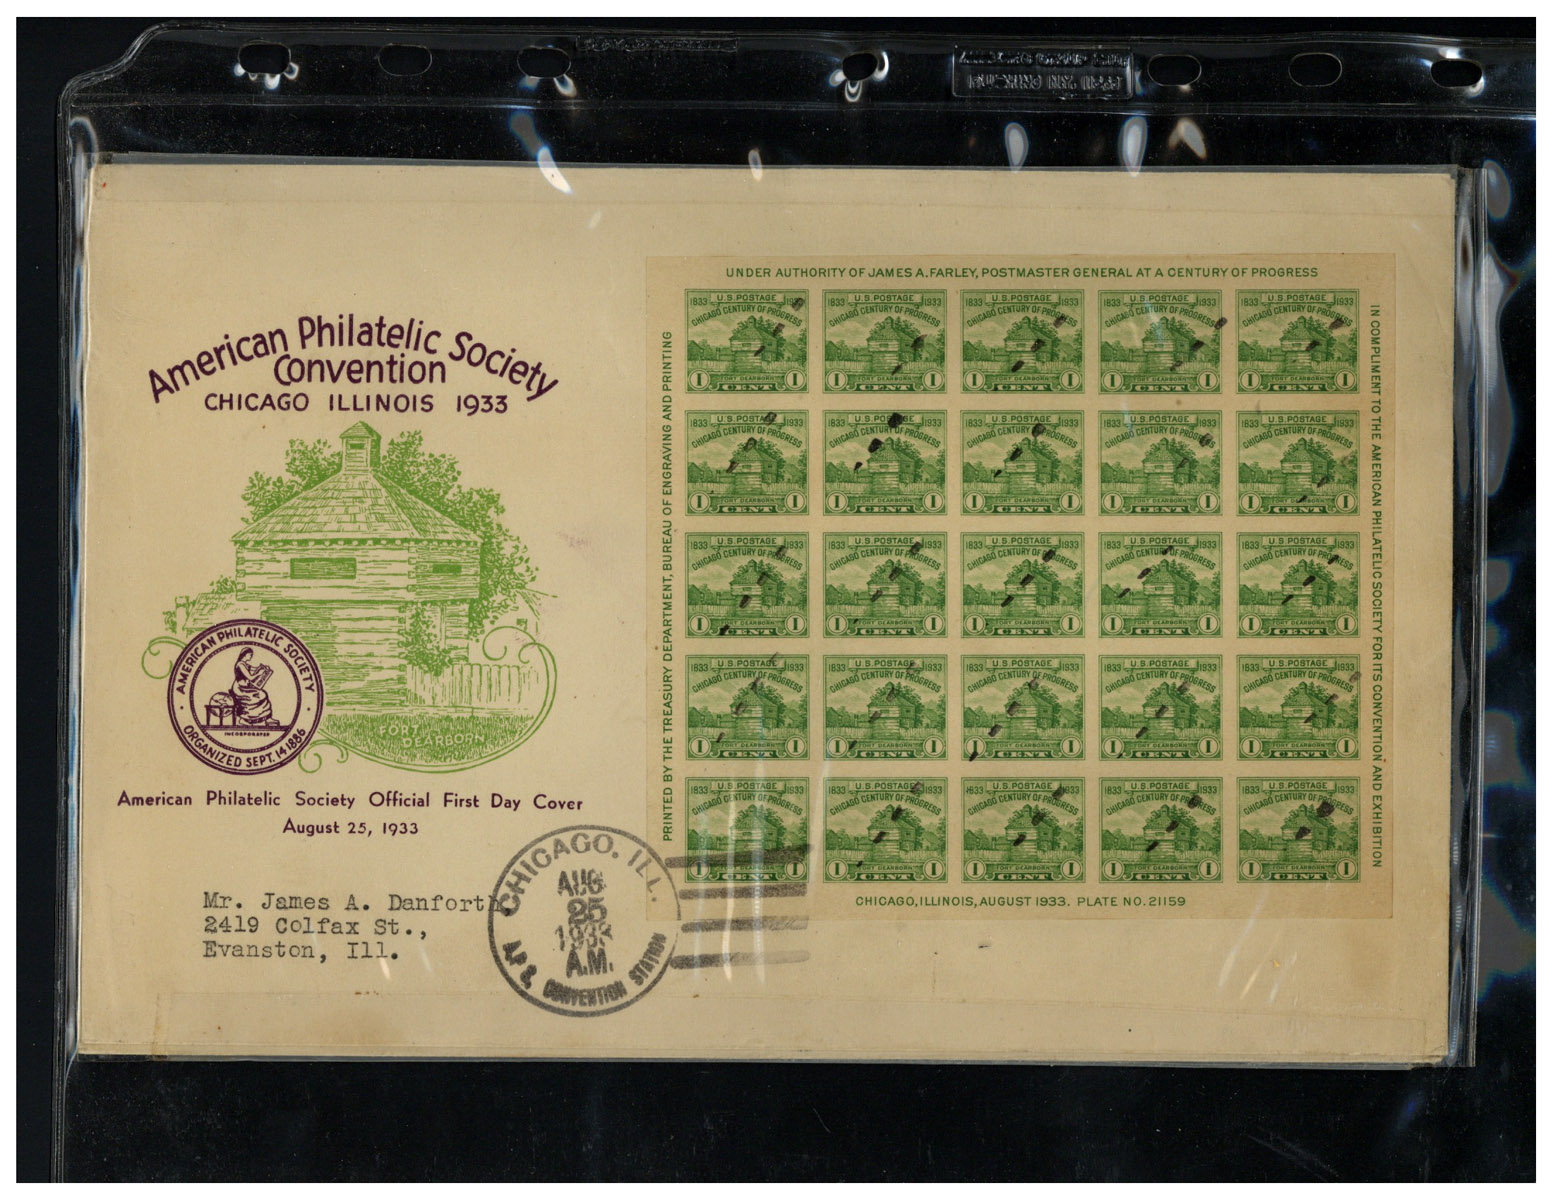 American Philatelic Society
Convention
CHICAGO ILLINOIS 1933
FORT
DEARBORN
AMERICAN PHILATELIC SOCIETY
INCORPORATED
ORGANIZED SEPT. 14 1886
American Philatelic Society Official First Day Cover
August 25, 1933
Mr. James A. Danforth
2419 Colfax St.,
Evanston, Ill.
CHICAGO, ILL.
AUG
25
1933
A.M.
A.P.S. CONVENTION STATION
UNDER AUTHORITY OF JAMES A. FARLEY, POSTMASTER GENERAL AT A CENTURY OF PROGRESS
PRINTED BY THE TREASURY DEPARTMENT, BUREAU OF ENGRAVING AND PRINTING
IN COMPLIMENT TO THE AMERICAN PHILATELIC SOCIETY FOR ITS CONVENTION AND EXHIBITION
1833 U.S. POSTAGE 1933
CHICAGO CENTURY OF PROGRESS
FORT DEARBORN
1 CENT 1
CHICAGO, ILLINOIS, AUGUST 1933. PLATE NO. 21159